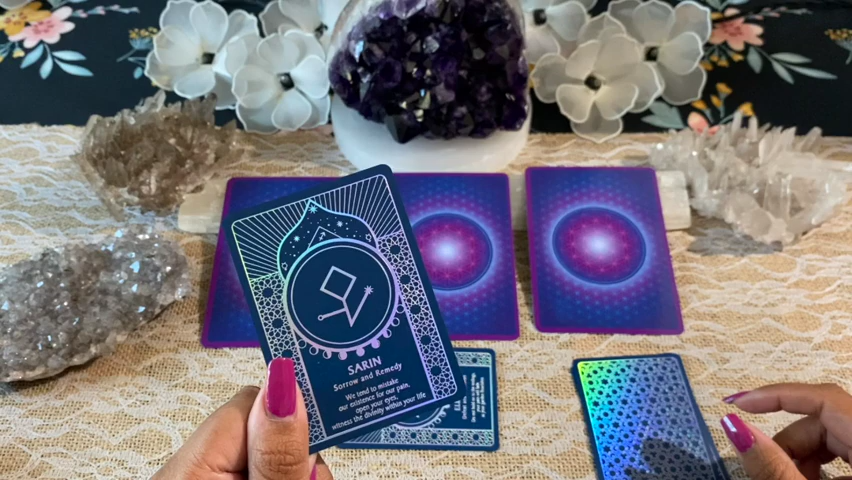 SARIN
Sorrow and Remedy
We tend to mistake
our existence for our pain,
open your eyes,
witness the divinity within your life